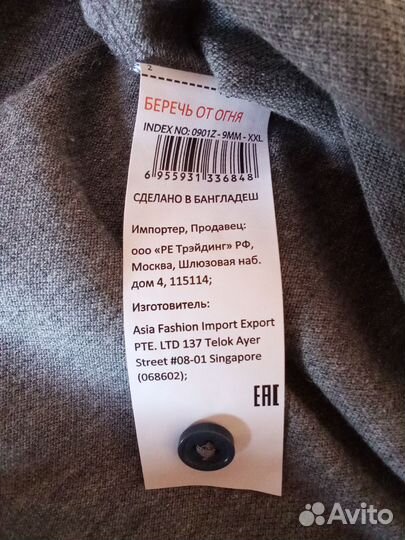 2
БЕРЕЧЬ ОТ ОГНЯ
INDEX NO: 0901Z - 9MM - XXL
6 955931 336848
СДЕЛАНО В БАНГЛАДЕШ
Импортер, Продавец:
ооо «РЕ Трэйдинг» РФ,
Москва, Шлюзовая наб.
дом 4, 115114;
Изготовитель:
Asia Fashion Import Export
PTE. LTD 137 Telok Ayer
Street #08-01 Singapore
(068602);
EAC
Avito